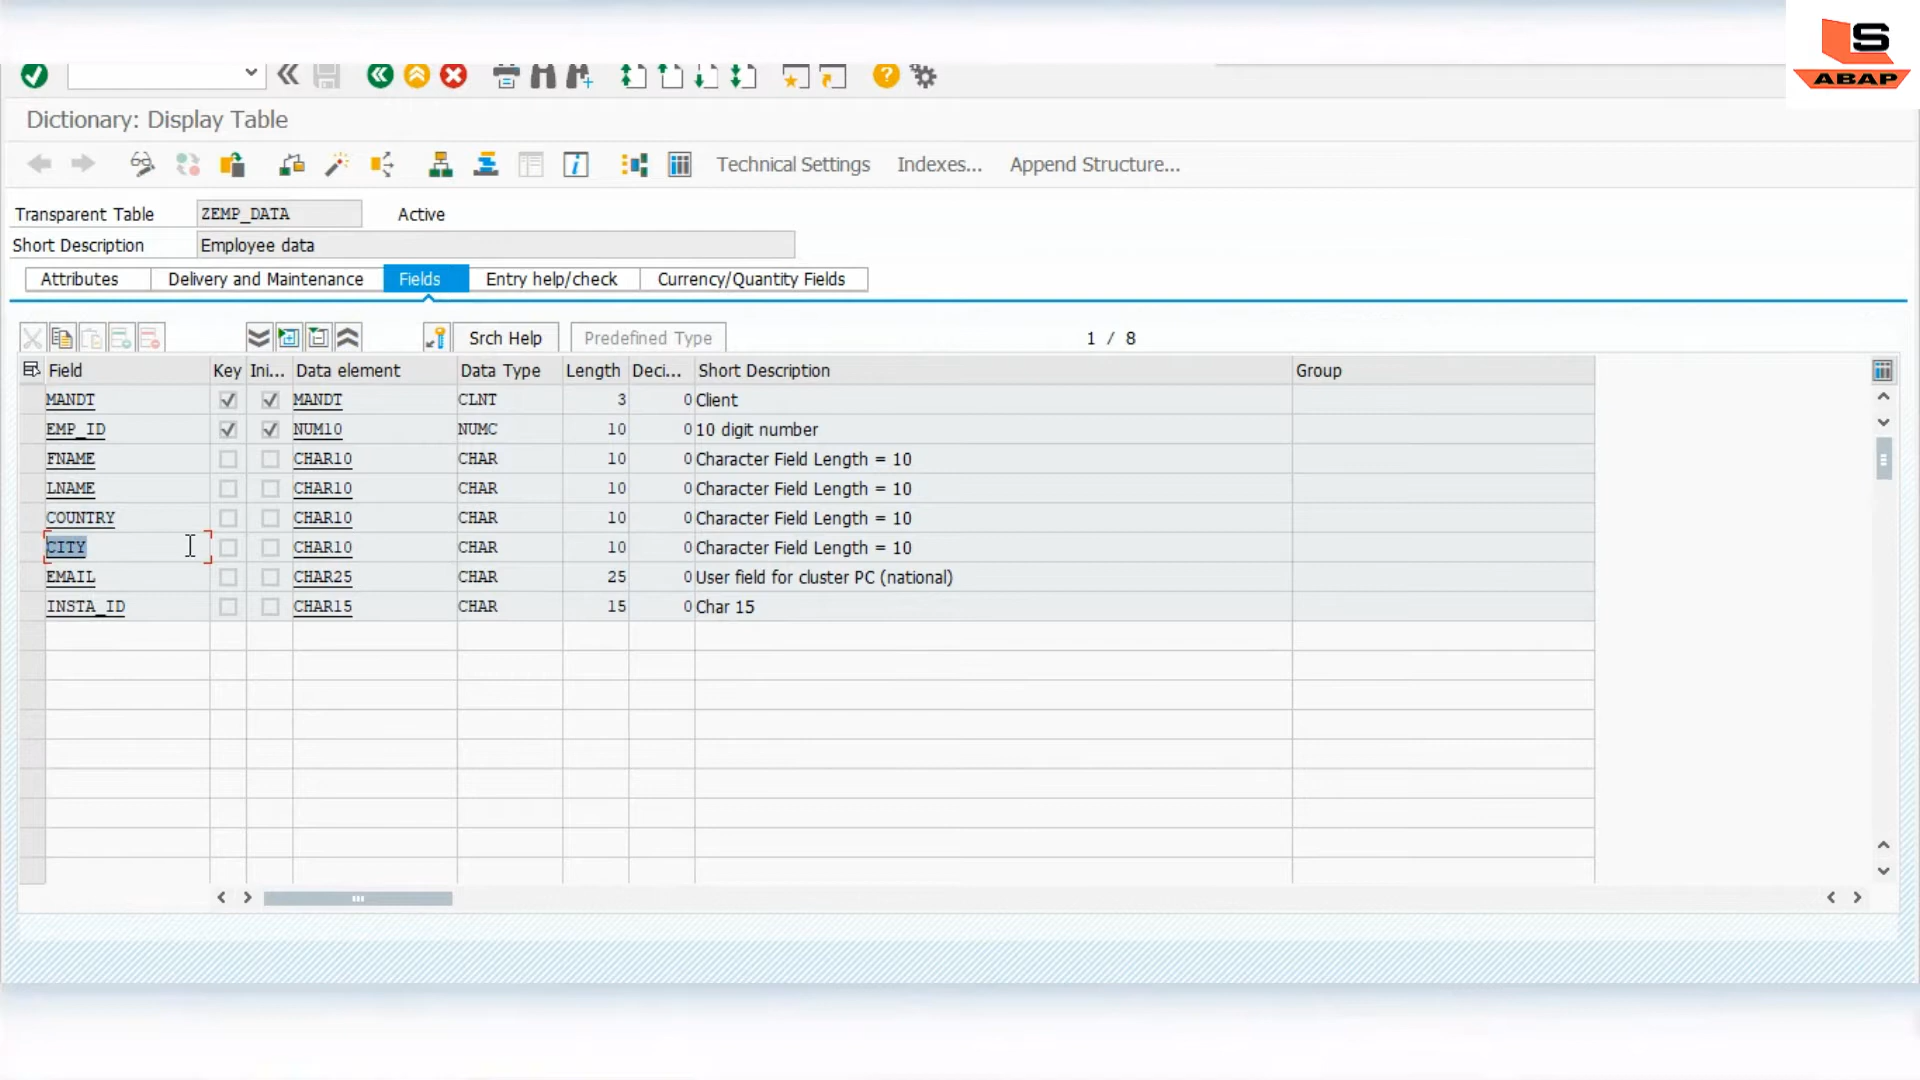 S
ABAP
Dictionary: Display Table
Technical Settings Indexes... Append Structure...
Transparent Table ZEMP_DATA Active
Short Description Employee data
Attributes Delivery and Maintenance Fields Entry help/check Currency/Quantity Fields
Srch Help Predefined Type 1 / 8
Field Key Ini... Data element Data Type Length Deci... Short Description Group
MANDT MANDT CLNT 3 0 Client
EMP_ID NUM10 NUMC 10 0 10 digit number
FNAME CHAR10 CHAR 10 0 Character Field Length = 10
LNAME CHAR10 CHAR 10 0 Character Field Length = 10
COUNTRY CHAR10 CHAR 10 0 Character Field Length = 10
CITY CHAR10 CHAR 10 0 Character Field Length = 10
EMAIL CHAR25 CHAR 25 0 User field for cluster PC (national)
INSTA_ID CHAR15 CHAR 15 0 Char 15